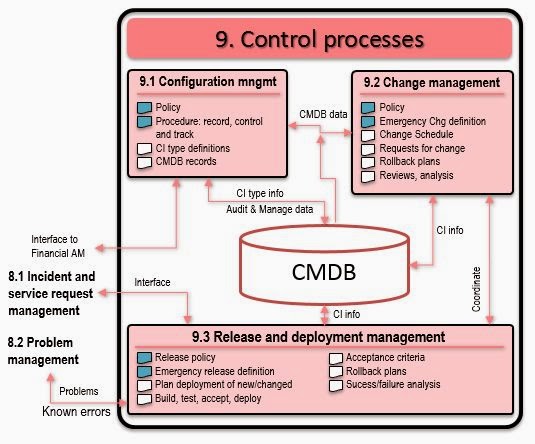 9. Control processes
9.1 Configuration mngmt
Policy
Procedure: record, control
and track
CI type definitions
CMDB records
CMDB data
9.2 Change management
Policy
Emergency Chg definition
Change Schedule
Requests for change
Rollback plans
Reviews, analysis
CI type info
Audit & Manage data
Interface to
Financial AM
CMDB
CI info
Coordinate
8.1 Incident and
service request
management
Interface
CI info
9.3 Release and deployment management
Release policy
Emergency release definition
Plan deployment of new/changed
Build, test, accept, deploy
Acceptance criteria
Rollback plans
Sucess/failure analysis
8.2 Problem
management
Problems
Known errors